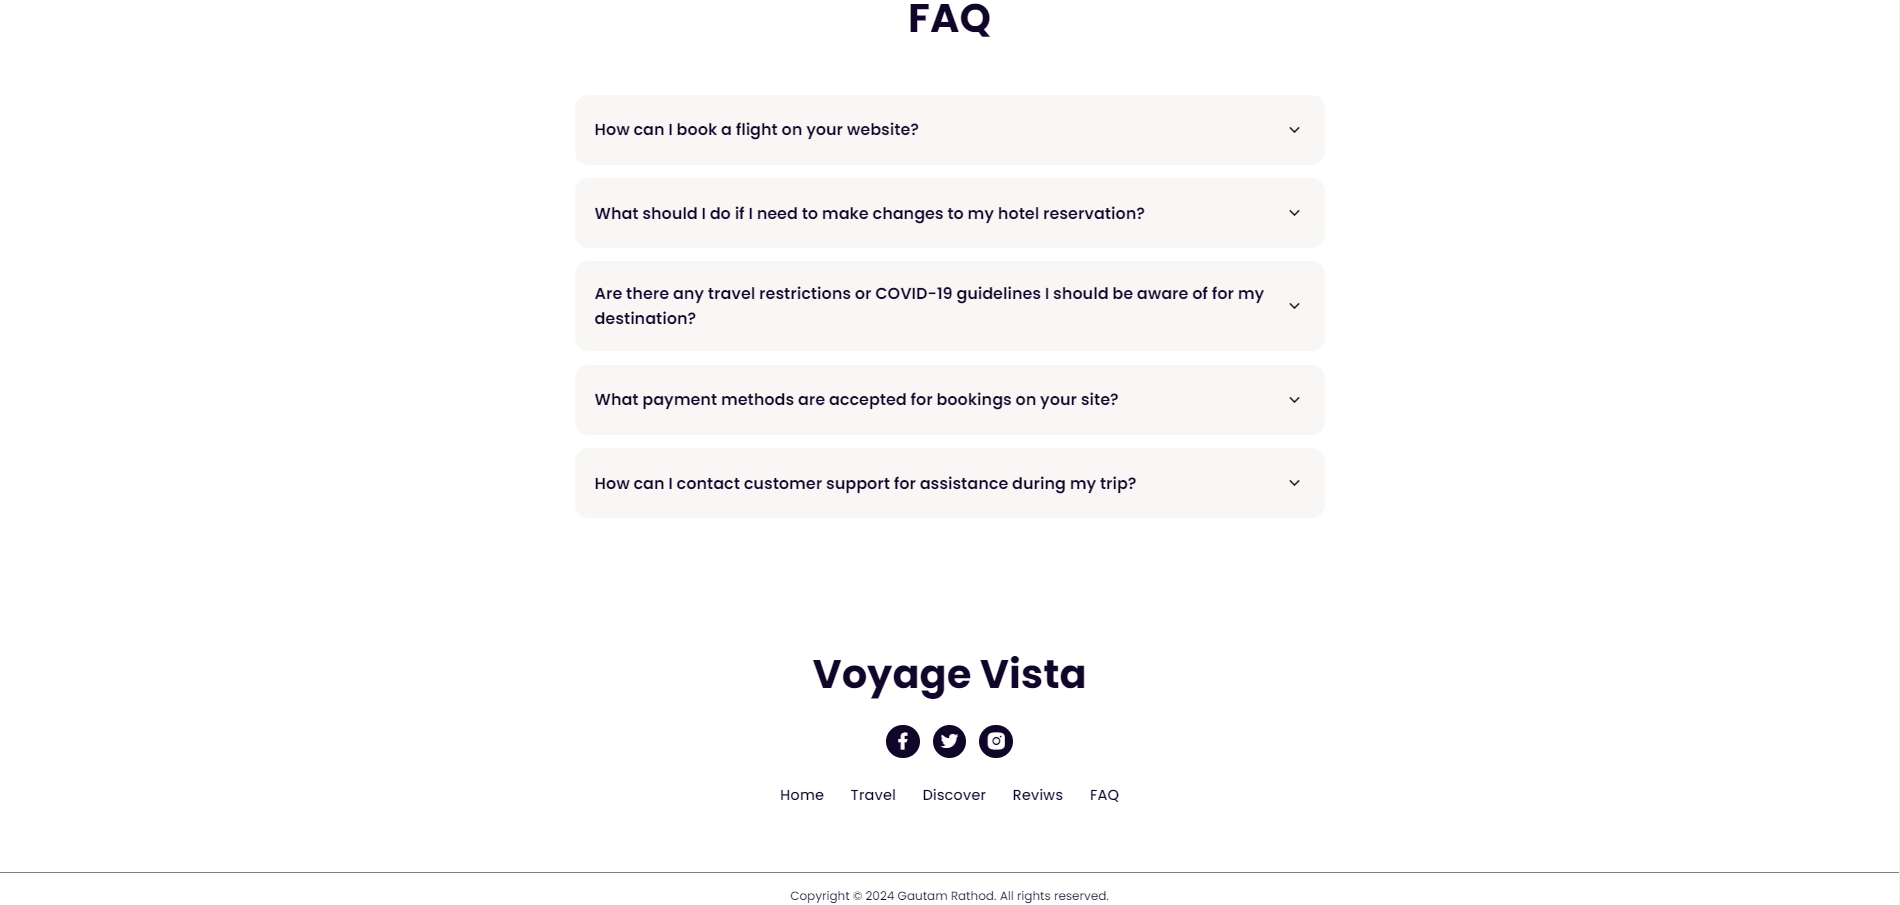 FAQ
How can I book a flight on your website?
What should I do if I need to make changes to my hotel reservation?
Are there any travel restrictions or COVID-19 guidelines I should be aware of for my
destination?
What payment methods are accepted for bookings on your site?
How can I contact customer support for assistance during my trip?
Voyage Vista
Home Travel Discover Reviws FAQ
Copyright © 2024 Gautam Rathod. All rights reserved.